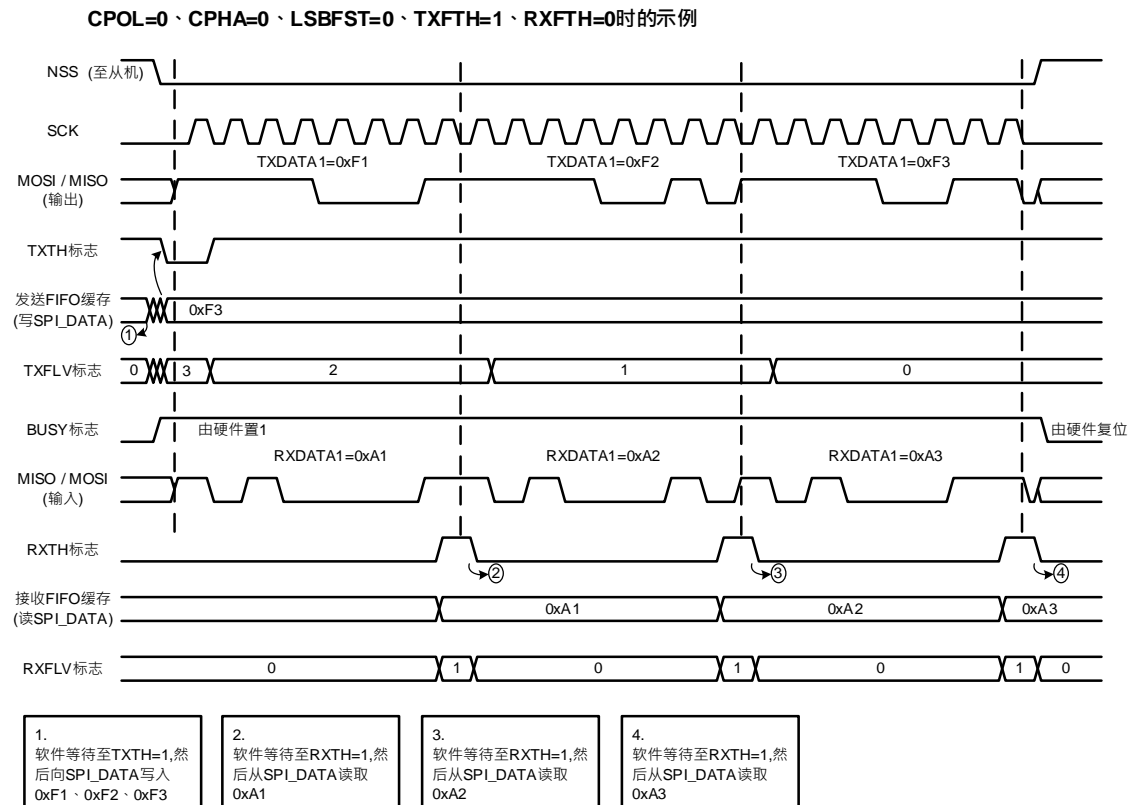 CPOL=0、CPHA=0、LSBFST=0、TXFTH=1、RXFTH=0时的示例
NSS (至从机)
SCK
TXDATA1=0xF1
TXDATA1=0xF2
TXDATA1=0xF3
MOSI / MISO
(输出)
TXTH标志
发送FIFO缓存
(写SPI_DATA)
0xF3
①
TXFLV标志
0
3
2
1
0
BUSY标志
由硬件置1
由硬件复位
RXDATA1=0xA1
RXDATA1=0xA2
RXDATA1=0xA3
MISO / MOSI
(输入)
RXTH标志
②
③
④
接收FIFO缓存
(读SPI_DATA)
0xA1
0xA2
0xA3
RXFLV标志
0
1
0
1
0
1
0
1.
软件等待至TXTH=1,然
后向SPI_DATA写入
0xF1、0xF2、0xF3
2.
软件等待至RXTH=1,然
后从SPI_DATA读取
0xA1
3.
软件等待至RXTH=1,然
后从SPI_DATA读取
0xA2
4.
软件等待至RXTH=1,然
后从SPI_DATA读取
0xA3